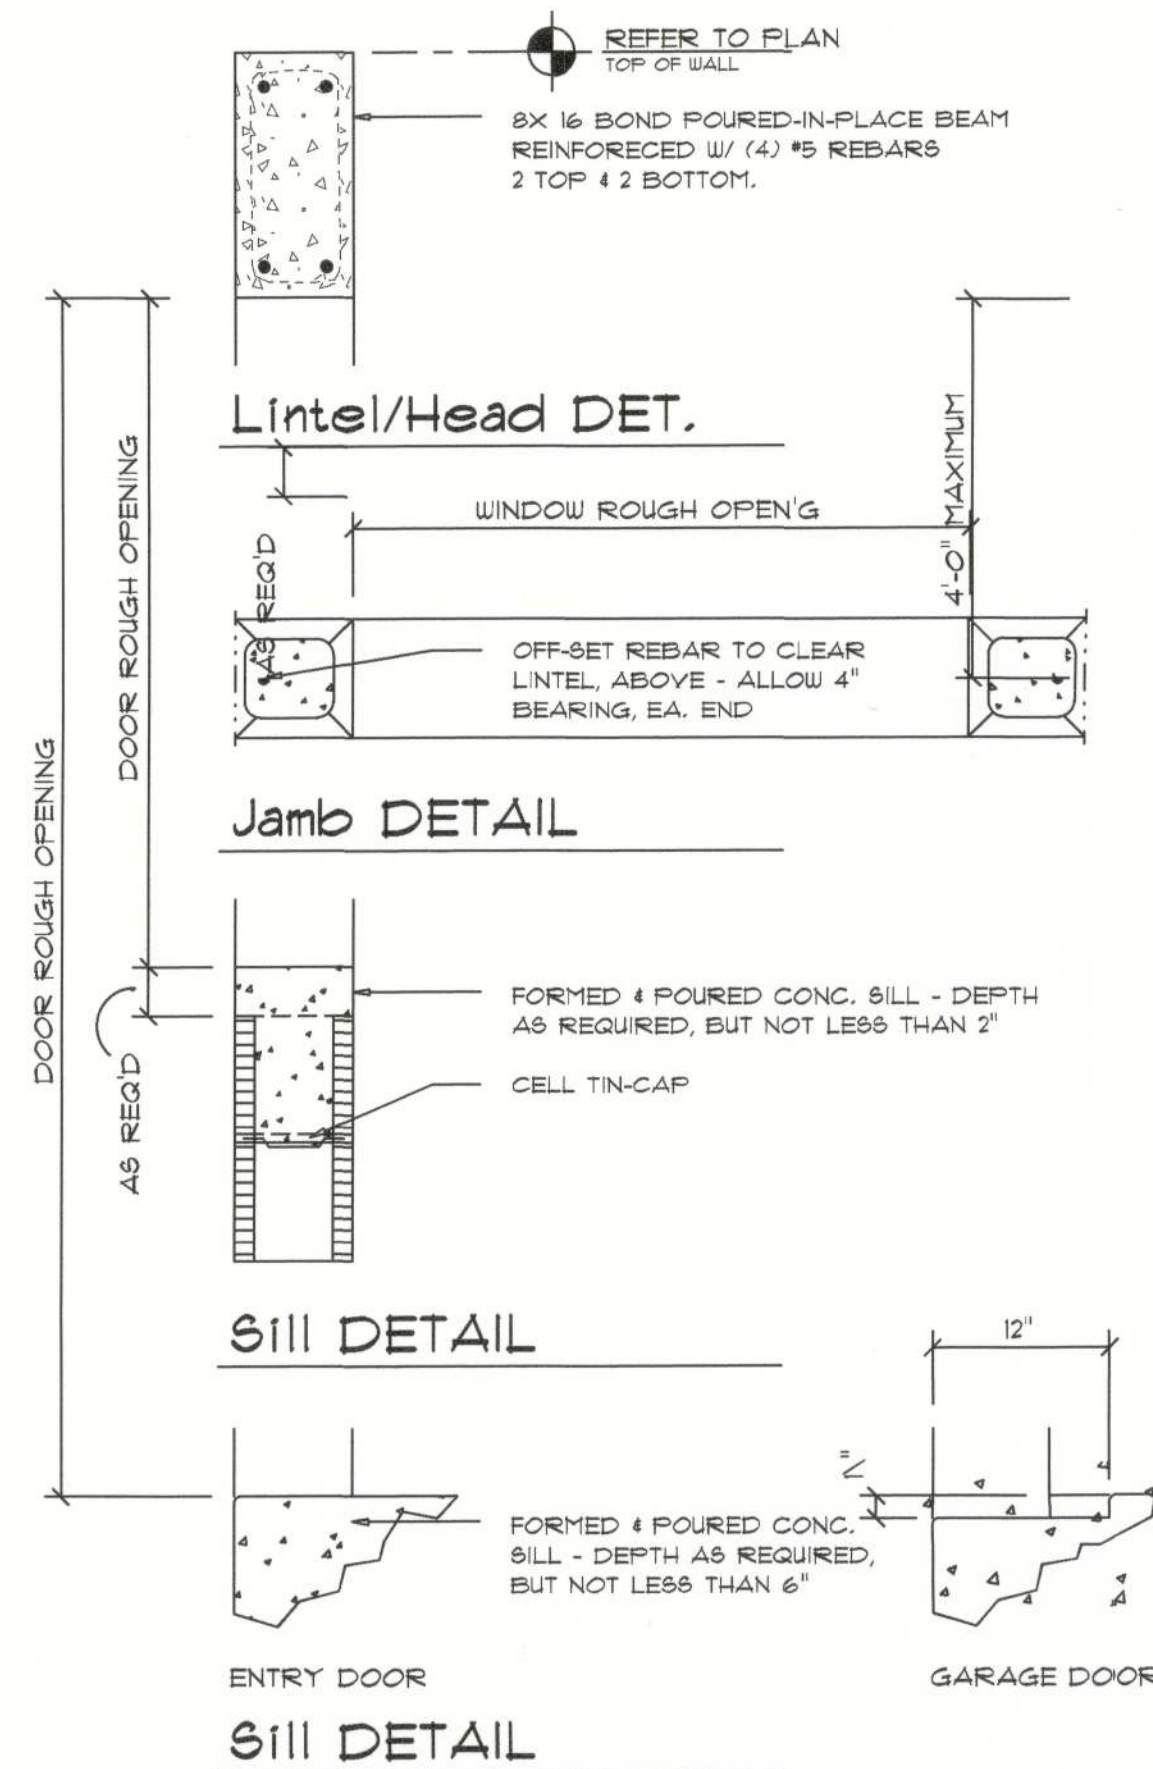 REFER TO PLAN
TOP OF WALL
8X 16 BOND POURED-IN-PLACE BEAM
REINFORECED W/ (4) #5 REBARS
2 TOP & 2 BOTTOM.
Lintel/Head DET.
DOOR ROUGH OPENING
DOOR ROUGH OPENING
AS REQ'D
WINDOW ROUGH OPEN'G
4'-0" MAXIMUM
OFF-SET REBAR TO CLEAR
LINTEL, ABOVE - ALLOW 4"
BEARING, EA. END
Jamb DETAIL
FORMED & POURED CONC. SILL - DEPTH
AS REQUIRED, BUT NOT LESS THAN 2"
CELL TIN-CAP
AS REQ'D
Sill DETAIL
12"
FORMED & POURED CONC.
SILL - DEPTH AS REQUIRED,
BUT NOT LESS THAN 6"
ENTRY DOOR
GARAGE DOOR
Sill DETAIL